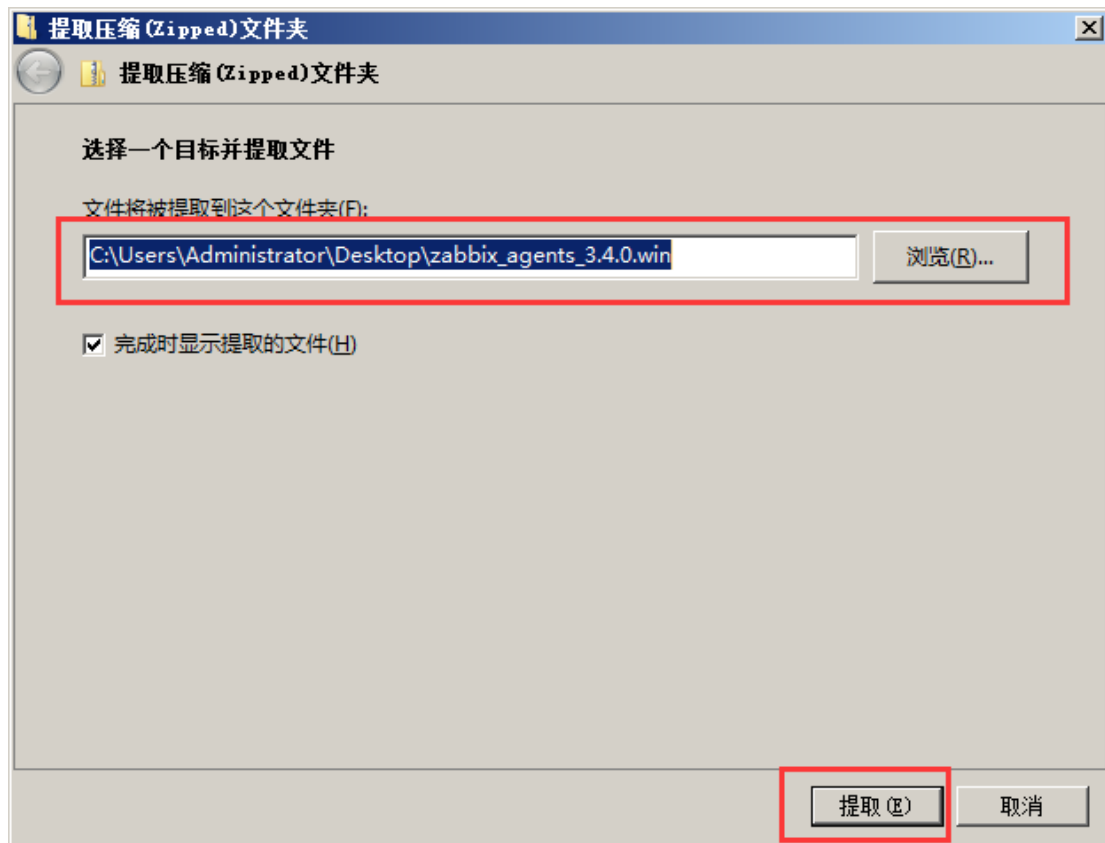 提取压缩(Zipped)文件夹
提取压缩(Zipped)文件夹
选择一个目标并提取文件
文件将被提取到这个文件夹(F):
C:\Users\Administrator\Desktop\zabbix_agents_3.4.0.win 浏览(R)...
完成时显示提取的文件(H)
提取(E) 取消